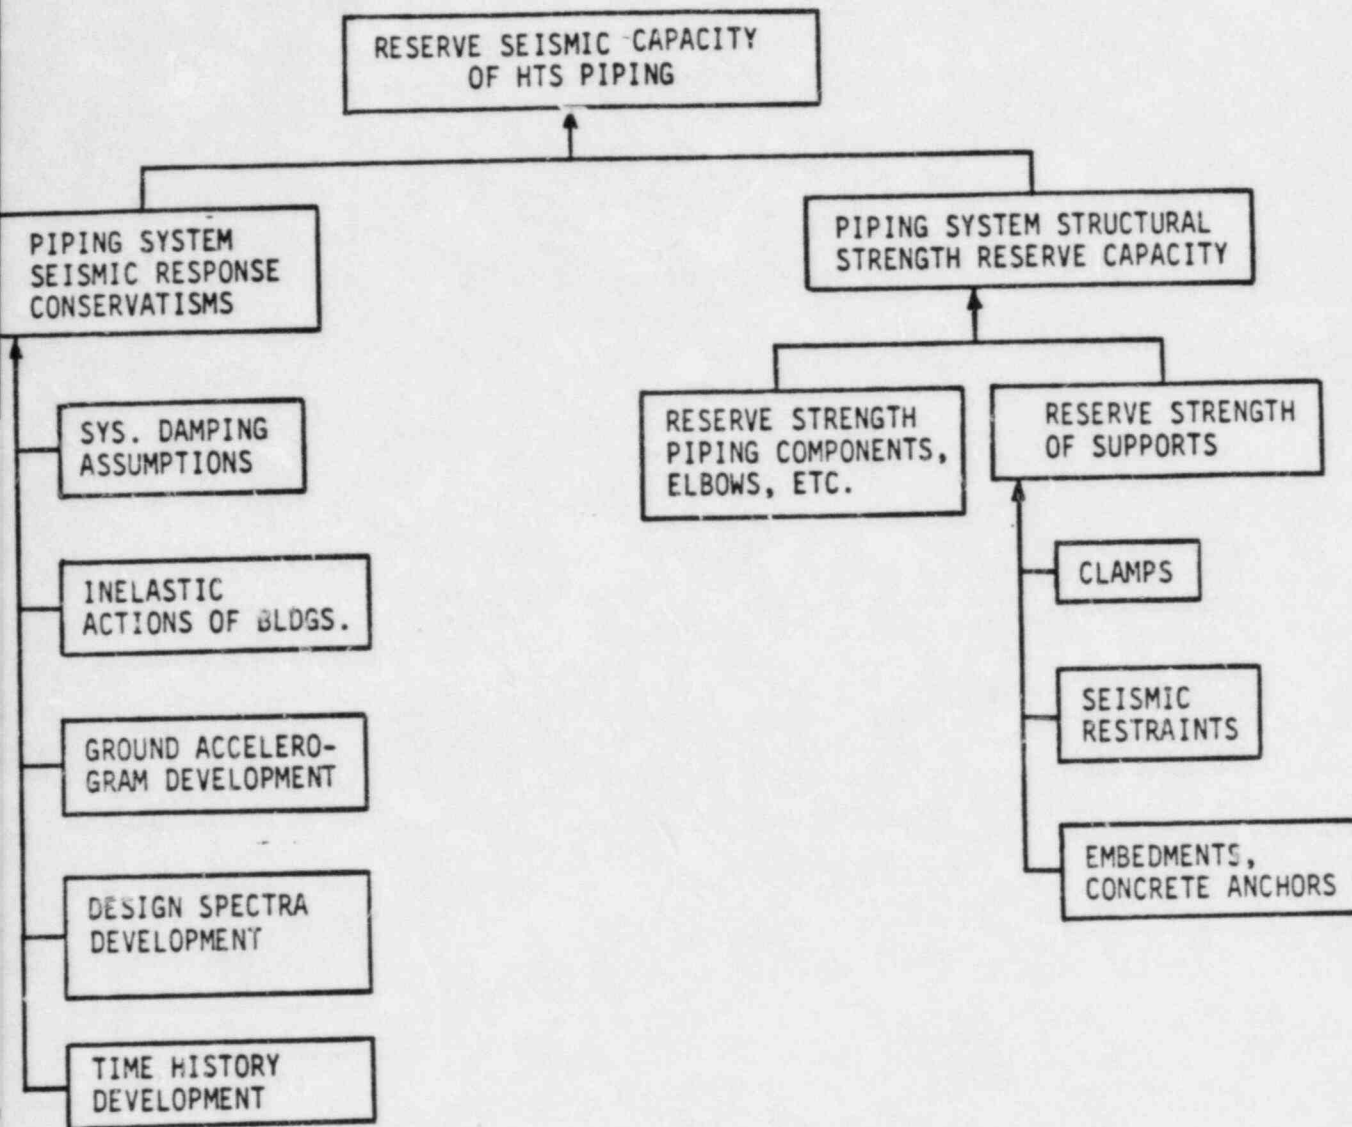 RESERVE SEISMIC CAPACITY
OF HTS PIPING
PIPING SYSTEM
SEISMIC RESPONSE
CONSERVATISMS
PIPING SYSTEM STRUCTURAL
STRENGTH RESERVE CAPACITY
SYS. DAMPING
ASSUMPTIONS
INELASTIC
ACTIONS OF BLDGS.
GROUND ACCELERO-
GRAM DEVELOPMENT
DESIGN SPECTRA
DEVELOPMENT
TIME HISTORY
DEVELOPMENT
RESERVE STRENGTH
PIPING COMPONENTS,
ELBOWS, ETC.
RESERVE STRENGTH
OF SUPPORTS
CLAMPS
SEISMIC
RESTRAINTS
EMBEDMENTS,
CONCRETE ANCHORS